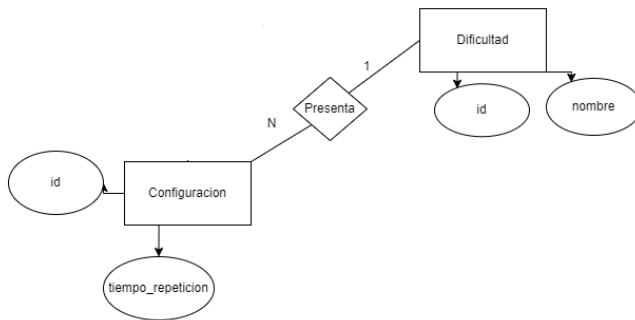 Dificultad
1
Presenta
id
nombre
N
id
Configuracion
tiempo_repeticion